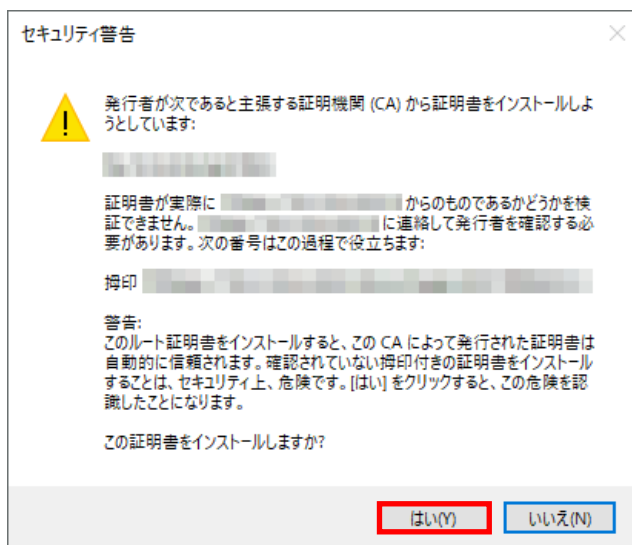 セキュリティ警告
発行者が次であると主張する証明機関 (CA) から証明書をインストールしよ
うとしています:
証明書が実際に からのものであるかどうかを検
証できません。 に連絡して発行者を確認する必
要があります。次の番号はこの過程で役立ちます:
拇印
警告:
このルート証明書をインストールすると、この CA によって発行された証明書は
自動的に信頼されます。確認されていない拇印付きの証明書をインストール
することは、セキュリティ上、危険です。[はい] をクリックすると、この危険を認
識したことになります。
この証明書をインストールしますか?
はい(Y) いいえ(N)